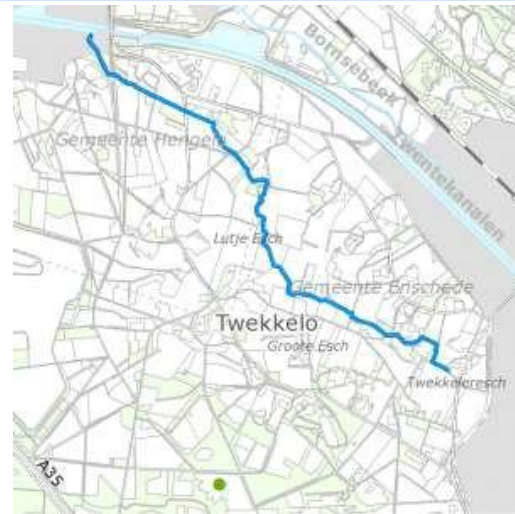 Bornsebeek
Twentekanalen
Gemeente Hengelo
Lutje Esch
Gemeente Enschede
Twekkelo
Groote Esch
Twekkeleresch
A35